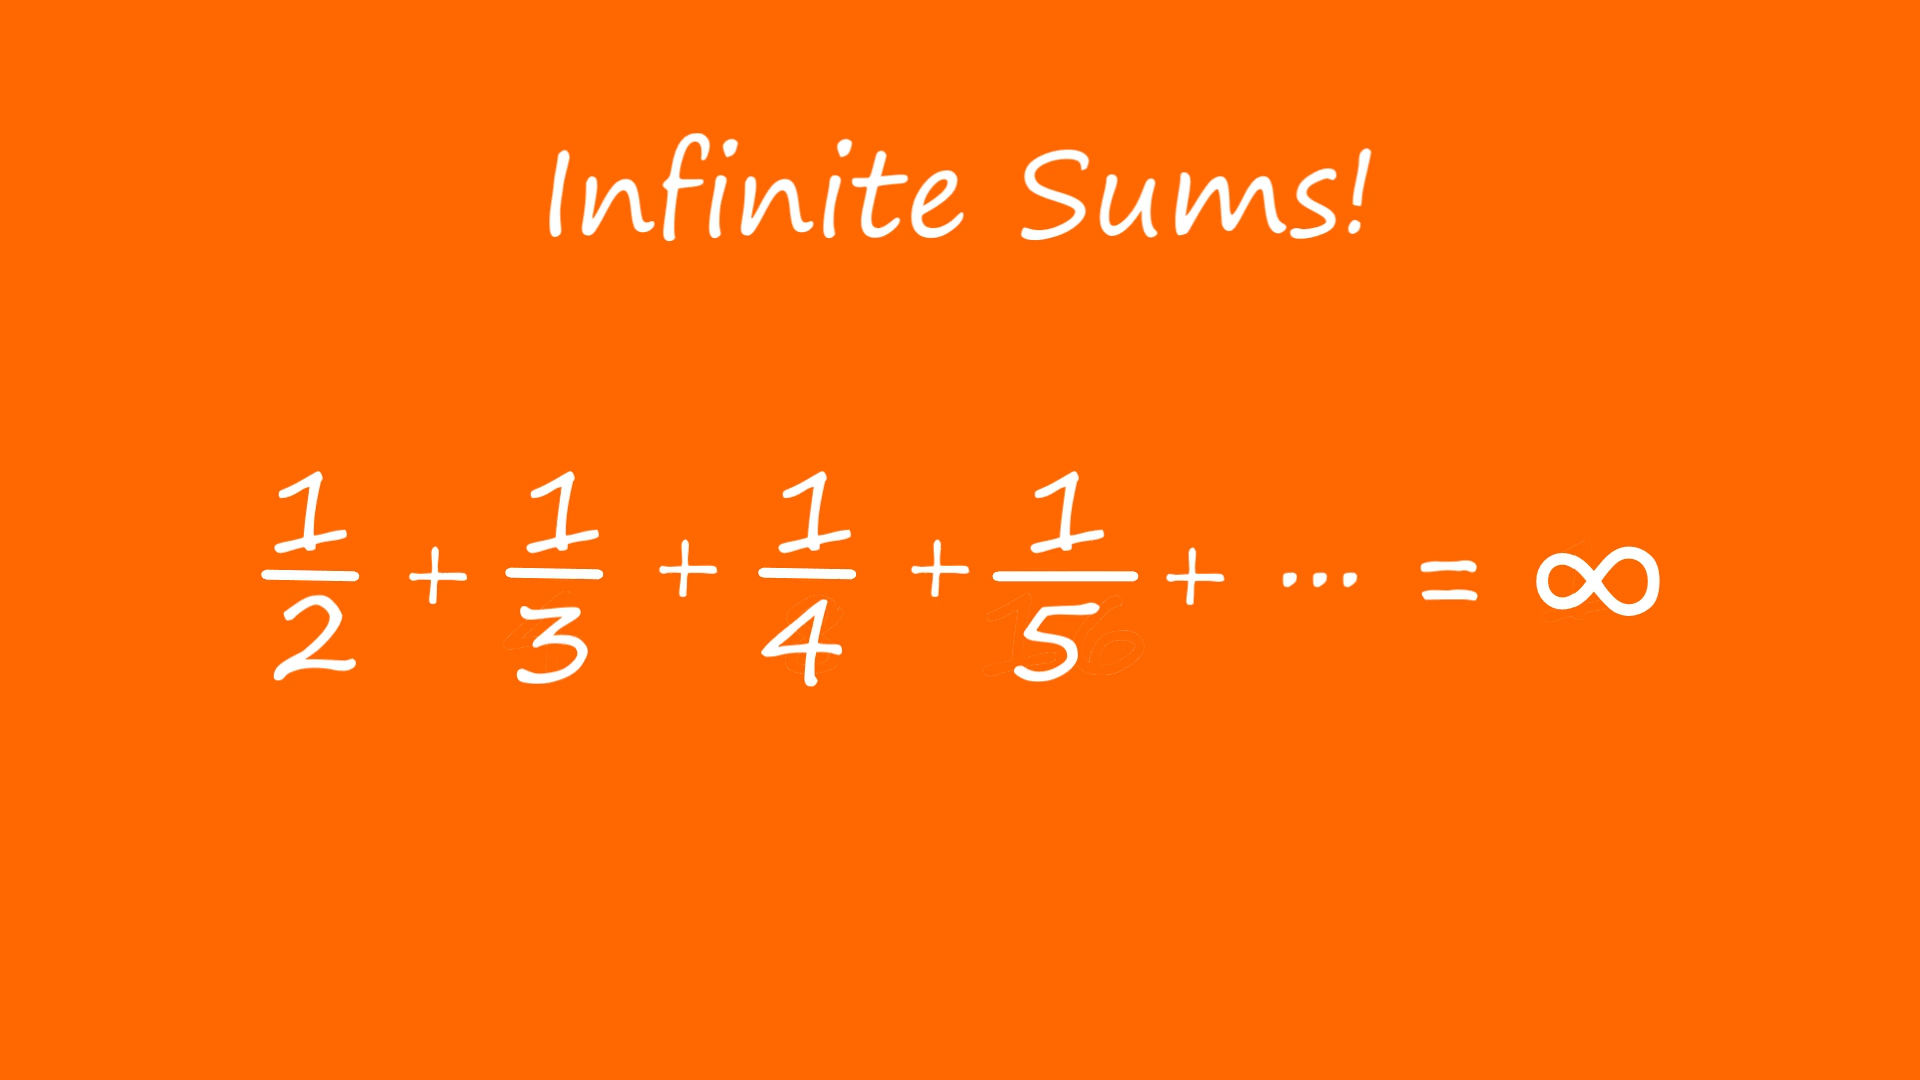 Infinite Sums!
1/2 + 1/3 + 1/4 + 1/5 + ... = ∞